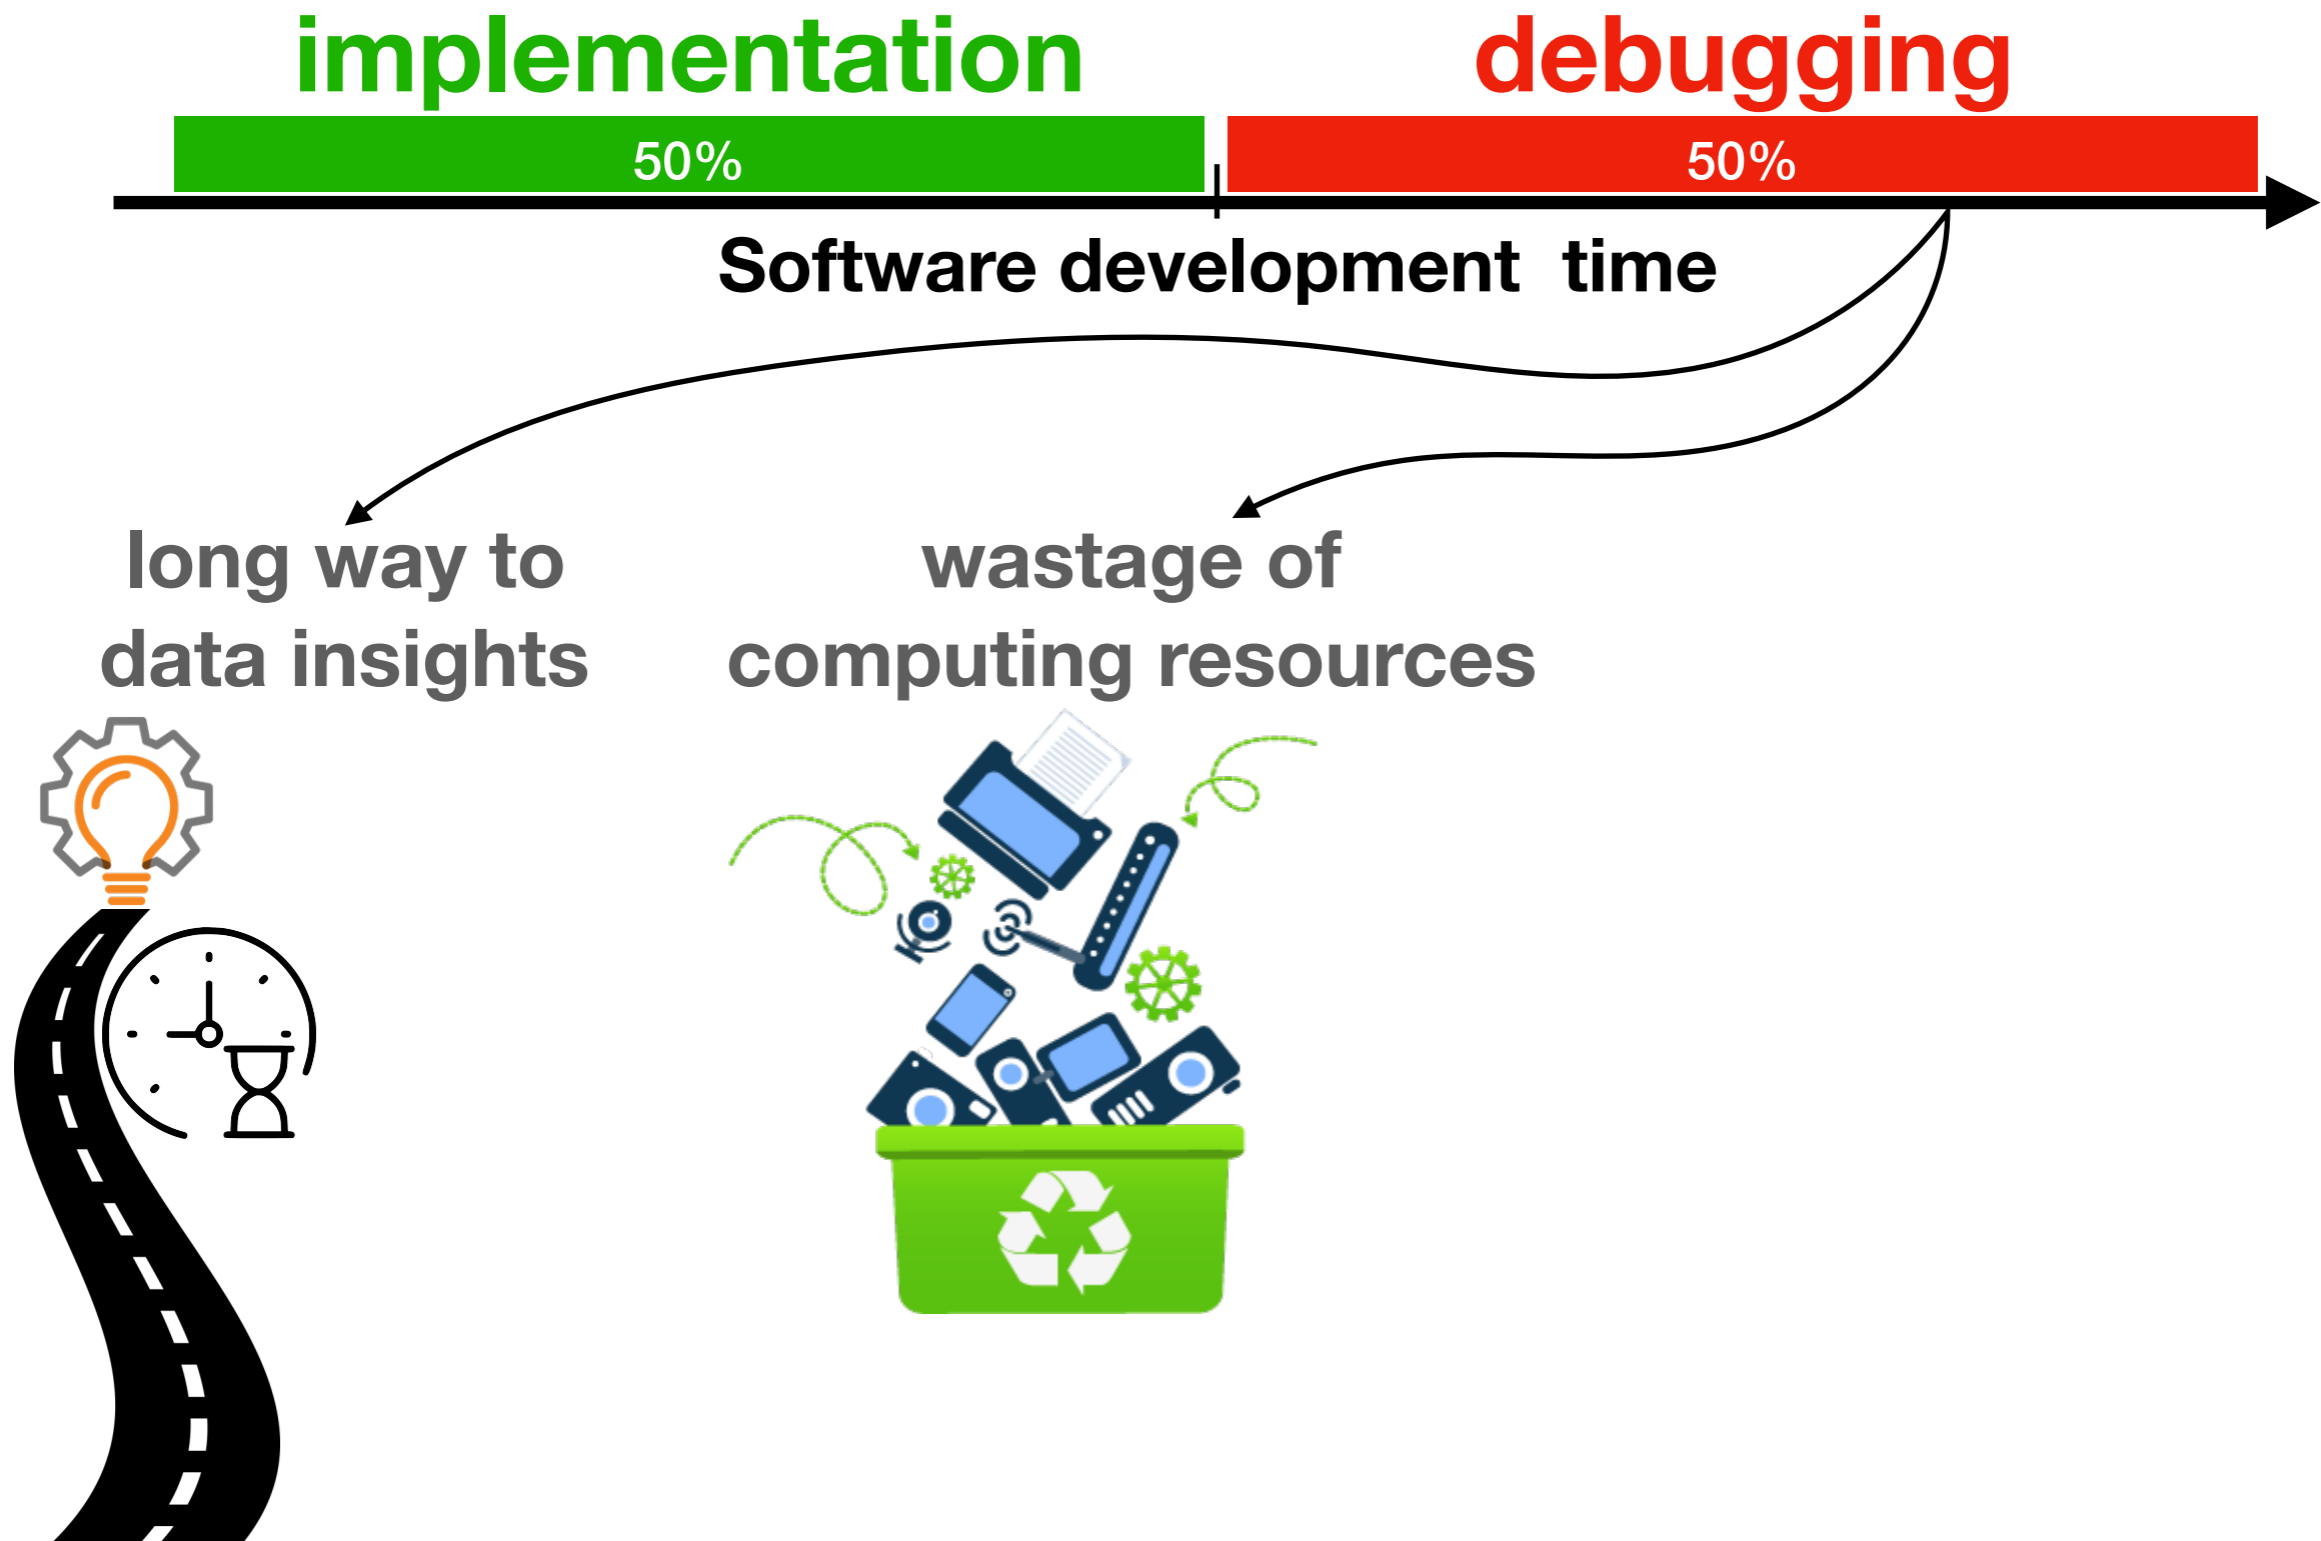 implementation
debugging
50%
50%
Software development time
long way to
data insights
wastage of
computing resources